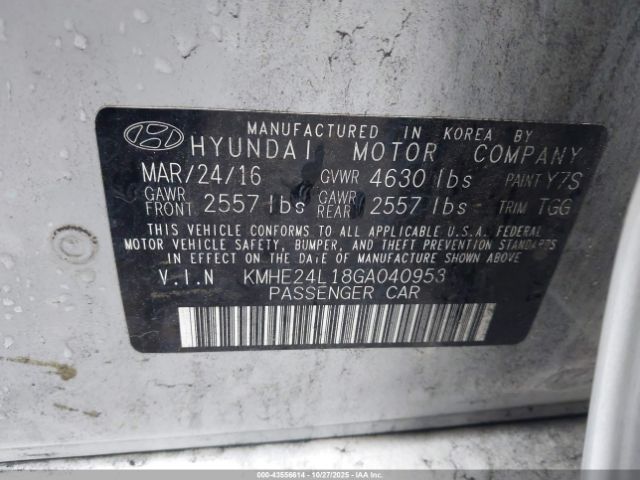 MANUFACTURED IN KOREA BY
HYUNDAI MOTOR COMPANY
MAR/24/16 GVWR 4630 lbs PAINT Y7S
GAWR FRONT 2557 lbs GAWR REAR 2557 lbs TRIM TGG
THIS VEHICLE CONFORMS TO ALL APPLICABLE U.S.A. FEDERAL
MOTOR VEHICLE SAFETY, BUMPER, AND THEFT PREVENTION STANDARDS
IN EFFECT ON THE DATE OF MANUFACTURE SHOWN ABOVE.
V.I.N KMHE24L18GA040953
PASSENGER CAR
000-43556614 - 10/27/2025 - IAAI.COM